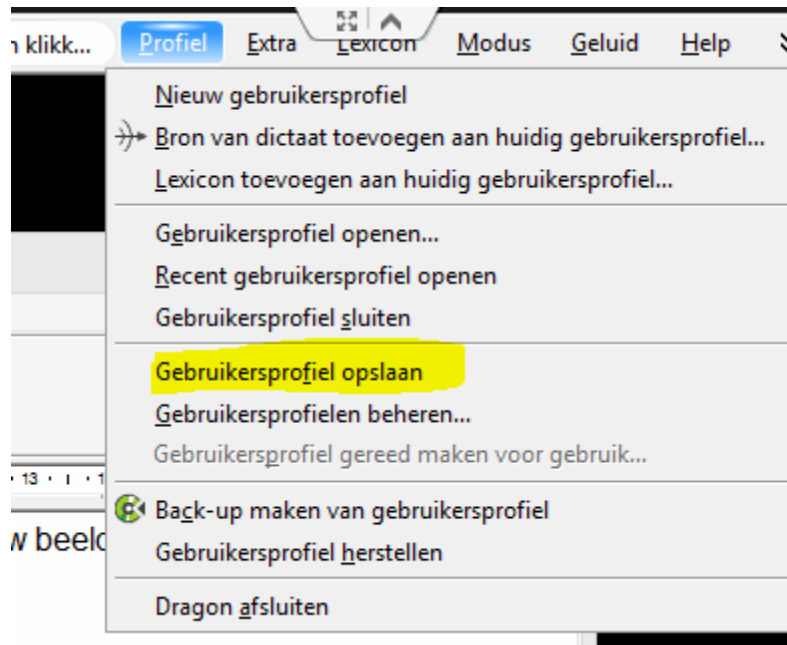 klikk... Profiel Extra Lexicon Modus Geluid Help
Nieuw gebruikersprofiel
Bron van dictaat toevoegen aan huidig gebruikersprofiel...
Lexicon toevoegen aan huidig gebruikersprofiel...
Gebruikersprofiel openen...
Recent gebruikersprofiel openen
Gebruikersprofiel sluiten
Gebruikersprofiel opslaan
Gebruikersprofielen beheren...
Gebruikersprofiel gereed maken voor gebruik...
· 13 · ı · 1
Back-up maken van gebruikersprofiel
w beeld
Gebruikersprofiel herstellen
Dragon afsluiten